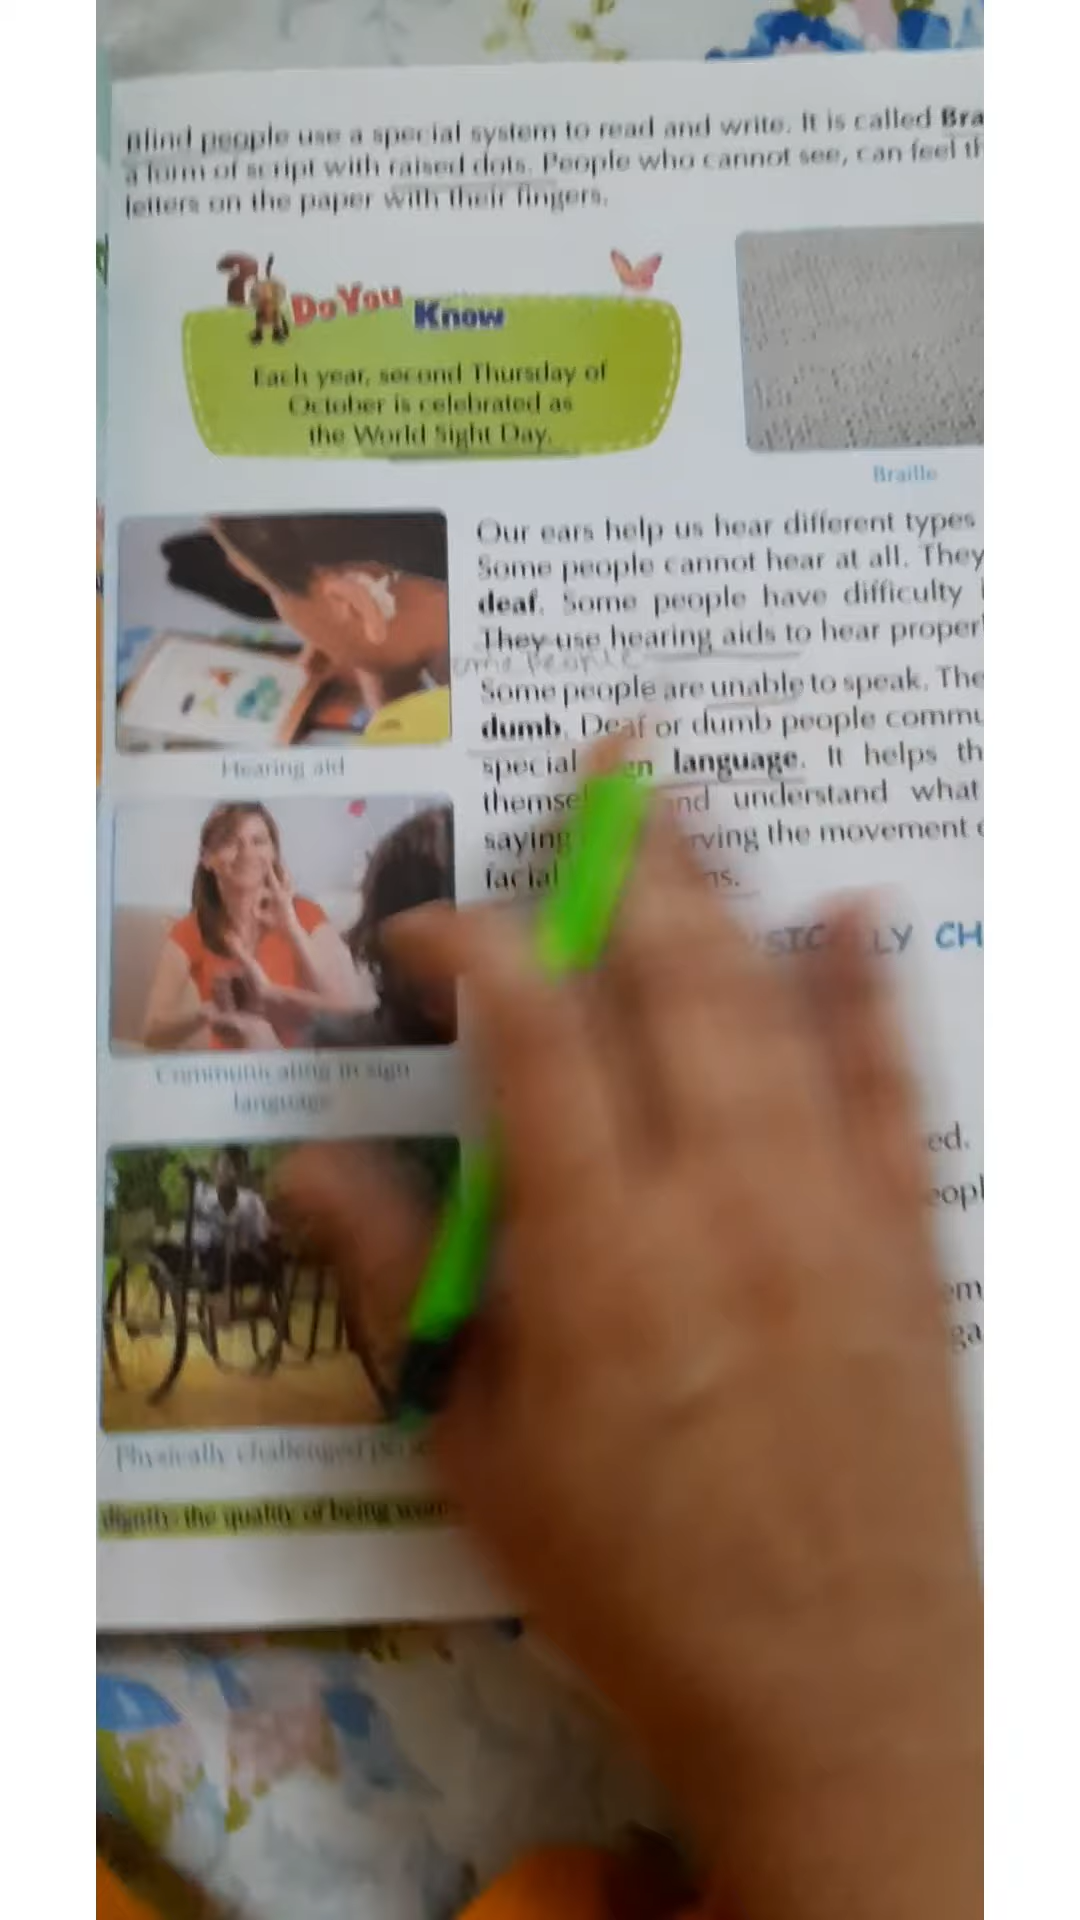 Blind people use a special system to read and write. It is called Bra
a form of script with raised dots. People who cannot see, can feel th
letters on the paper with their fingers.
Do You Know
Each year, second Thursday of
October is celebrated as
the World Sight Day.
Braille
Our ears help us hear different types
Some people cannot hear at all. They
deaf. Some people have difficulty
They use hearing aids to hear proper
some people
Some people are unable to speak. The
dumb. Deaf or dumb people commu
special sign language. It helps th
and understand what
saying the movement
facial
Hearing aid
Communicating in sign
language
LY CH
ed.
Physically challenged
dignity- the quality of being